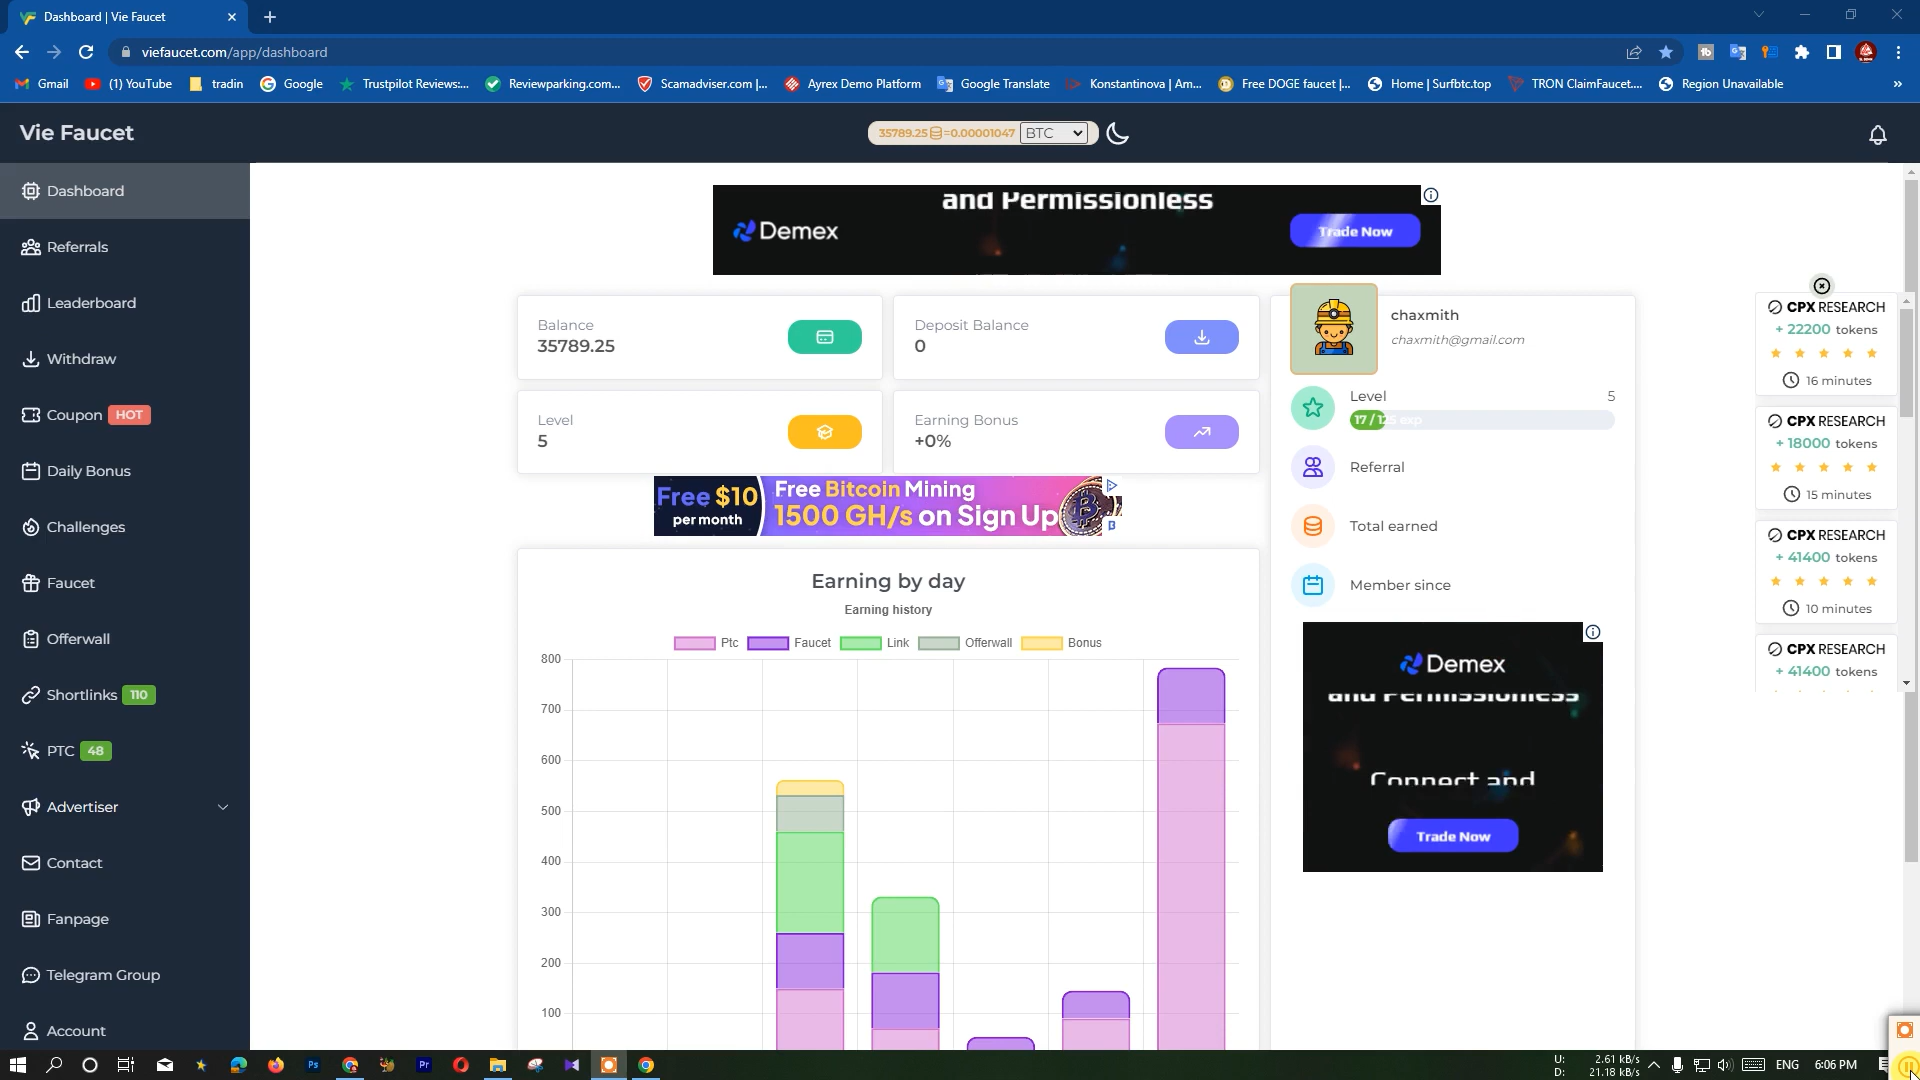 Dashboard | Vie Faucet
viefaucet.com/app/dashboard
Gmail
(1) YouTube
tradin
Google
Trustpilot Reviews:...
Reviewparking.com...
Scamadviser.com |...
Ayrex Demo Platform
Google Translate
Konstantinova | Am...
Free DOGE faucet |...
Home | Surfbtc.top
TRON ClaimFaucet....
Region Unavailable
»
Vie Faucet
35789.25=0.00001047 BTC
Dashboard
Referrals
Leaderboard
Withdraw
Coupon HOT
Daily Bonus
Challenges
Faucet
Offerwall
Shortlinks 110
PTC 48
Advertiser
Contact
Fanpage
Telegram Group
Account
and Permissionless
Demex
Trade Now
Balance
35789.25
Deposit Balance
0
Level
5
Earning Bonus
+0%
Free $10
per month
Free Bitcoin Mining
1500 GH/s on Sign Up
Earning by day
Earning history
Ptc
Faucet
Link
Offerwall
Bonus
800
700
600
500
400
300
200
100
chaxmith
chaxmith@gmail.com
Level 5
17 / 125 exp
Referral
Total earned
Member since
Demex
and Permissionless
Connect and
Trade Now
CPX RESEARCH
+ 22200 tokens
16 minutes
CPX RESEARCH
+ 18000 tokens
15 minutes
CPX RESEARCH
+ 41400 tokens
10 minutes
CPX RESEARCH
+ 41400 tokens
U: 2.61 kB/s
D: 21.18 kB/s
ENG
6:06 PM